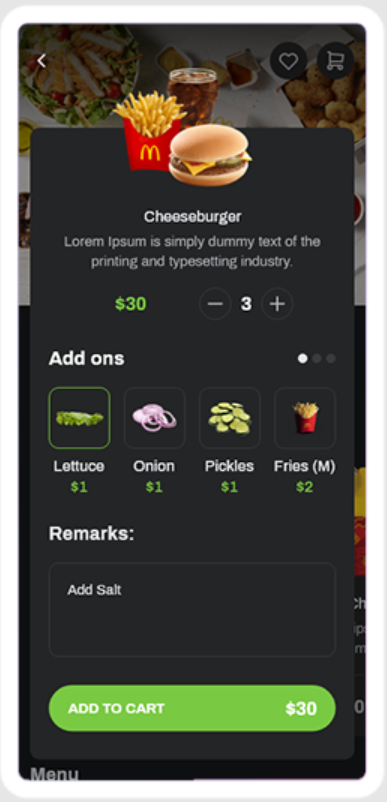 Cheeseburger
Lorem Ipsum is simply dummy text of the
printing and typesetting industry.
$30
3
Add ons
Lettuce
Onion
Pickles
Fries (M)
$1
$1
$1
$2
Remarks:
Add Salt
ADD TO CART
$30
Menu